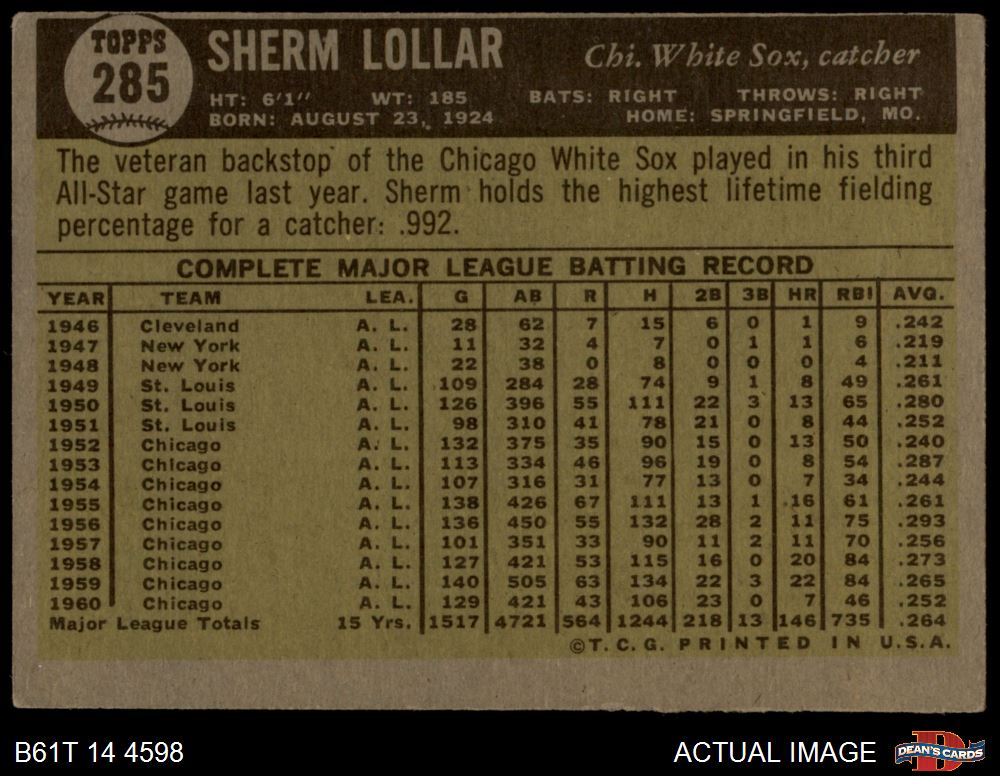 TOPPS
285
SHERM LOLLAR
Chi. White Sox, catcher
HT: 6'1" WT: 185 BATS: RIGHT THROWS: RIGHT
BORN: AUGUST 23, 1924 HOME: SPRINGFIELD, MO.
The veteran backstop of the Chicago White Sox played in his third
All-Star game last year. Sherm holds the highest lifetime fielding
percentage for a catcher: .992.
COMPLETE MAJOR LEAGUE BATTING RECORD
YEAR TEAM LEA. G AB R H 2B 3B HR RBI AVG.
1946 Cleveland A. L. 28 62 7 15 6 0 1 9 .242
1947 New York A. L. 11 32 4 7 0 1 1 6 .219
1948 New York A. L. 22 38 0 8 0 0 0 4 .211
1949 St. Louis A. L. 109 284 28 74 9 1 8 49 .261
1950 St. Louis A. L. 126 396 55 111 22 3 13 65 .280
1951 St. Louis A. L. 98 310 41 78 21 0 8 44 .252
1952 Chicago A. L. 132 375 35 90 15 0 13 50 .240
1953 Chicago A. L. 113 334 46 96 19 0 8 54 .287
1954 Chicago A. L. 107 316 31 77 13 0 7 34 .244
1955 Chicago A. L. 138 426 67 111 13 1 16 61 .261
1956 Chicago A. L. 136 450 55 132 28 2 11 75 .293
1957 Chicago A. L. 101 351 33 90 11 2 11 70 .256
1958 Chicago A. L. 127 421 53 115 16 0 20 84 .273
1959 Chicago A. L. 140 505 63 134 22 3 22 84 .265
1960 Chicago A. L. 129 421 43 106 23 0 7 46 .252
Major League Totals 15 Yrs. 1517 4721 564 1244 218 13 146 735 .264
©T. C. G. PRINTED IN U.S.A.
B61T 14 4598
ACTUAL IMAGE
DEAN'S CARDS